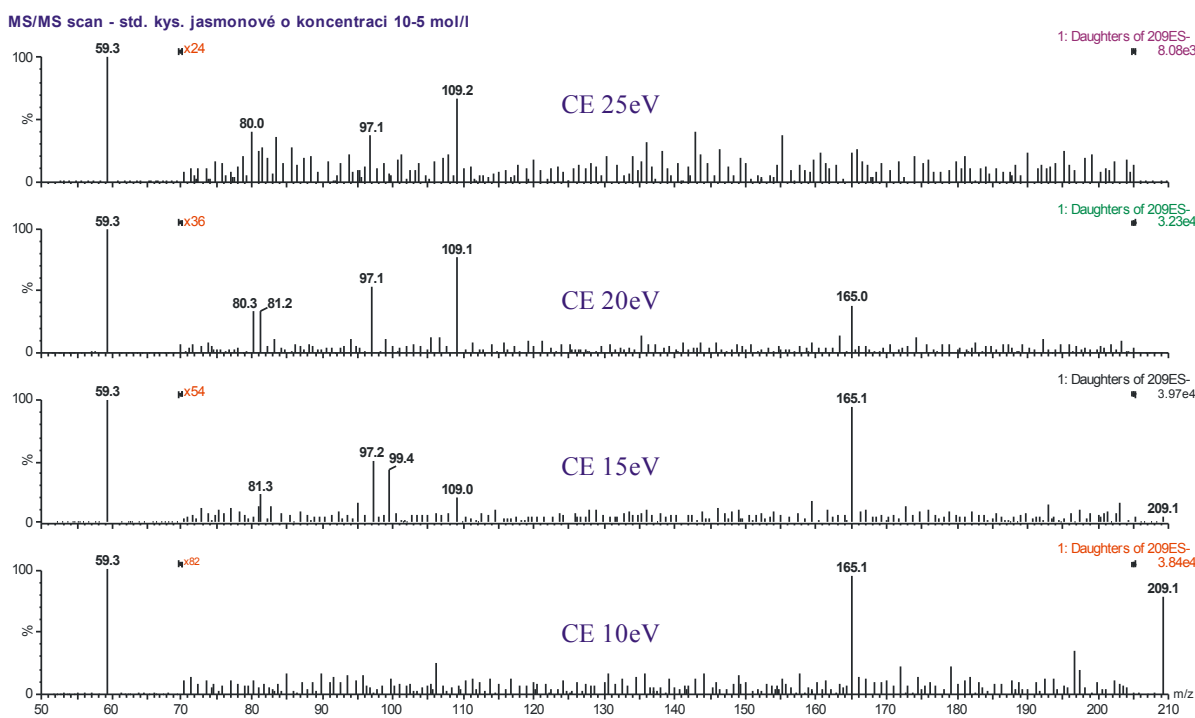 MS/MS scan - std. kys. jasmonové o koncentraci 10-5 mol/l
1: Daughters of 209ES-
8.08e3
x24
100
%
0
59.3
80.0
97.1
109.2
CE 25eV
1: Daughters of 209ES-
3.23e4
x36
100
%
0
59.3
80.3
81.2
97.1
109.1
165.0
CE 20eV
1: Daughters of 209ES-
3.97e4
x54
100
%
0
59.3
81.3
97.2
99.4
109.0
165.1
209.1
CE 15eV
1: Daughters of 209ES-
3.84e4
x82
100
%
0
59.3
165.1
209.1
CE 10eV
50 60 70 80 90 100 110 120 130 140 150 160 170 180 190 200 210 m/z